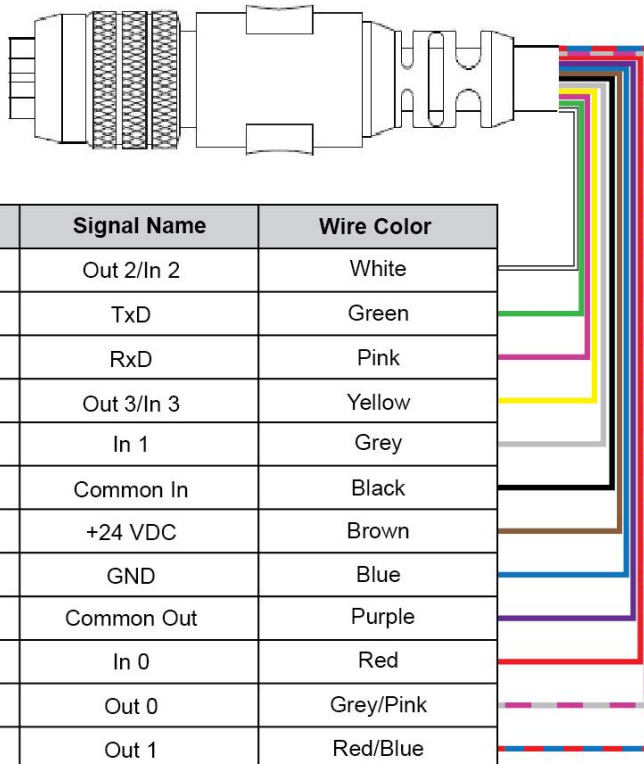 Signal Name Wire Color
Out 2/In 2 White
TxD Green
RxD Pink
Out 3/In 3 Yellow
In 1 Grey
Common In Black
+24 VDC Brown
GND Blue
Common Out Purple
In 0 Red
Out 0 Grey/Pink
Out 1 Red/Blue